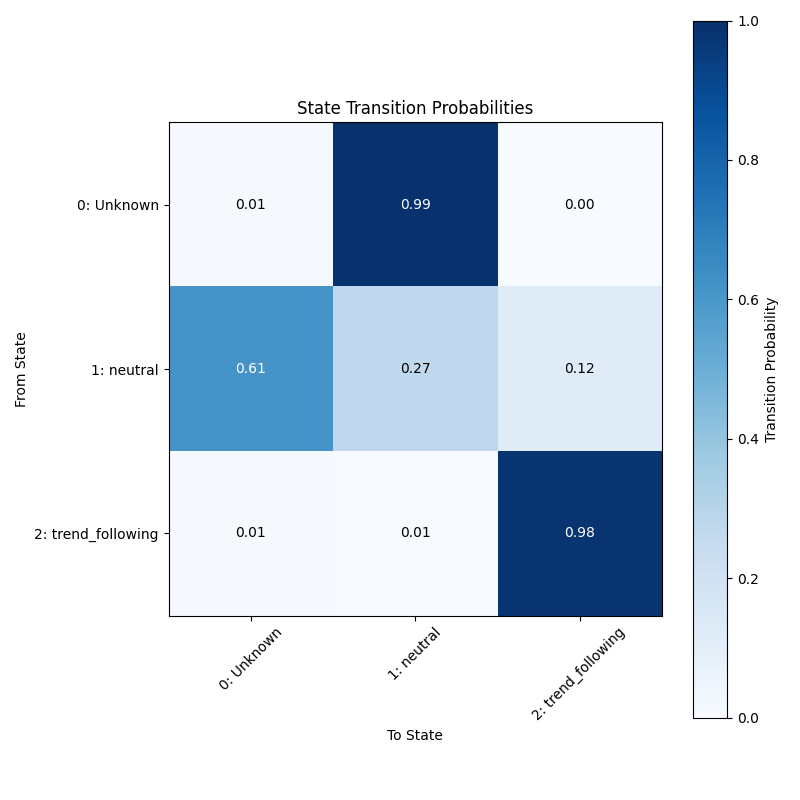 State Transition Probabilities
From State
0: Unknown
1: neutral
2: trend_following
0.01 0.99 0.00
0.61 0.27 0.12
0.01 0.01 0.98
0: Unknown
1: neutral
2: trend_following
To State
1.0
0.8
0.6
0.4
0.2
0.0
Transition Probability